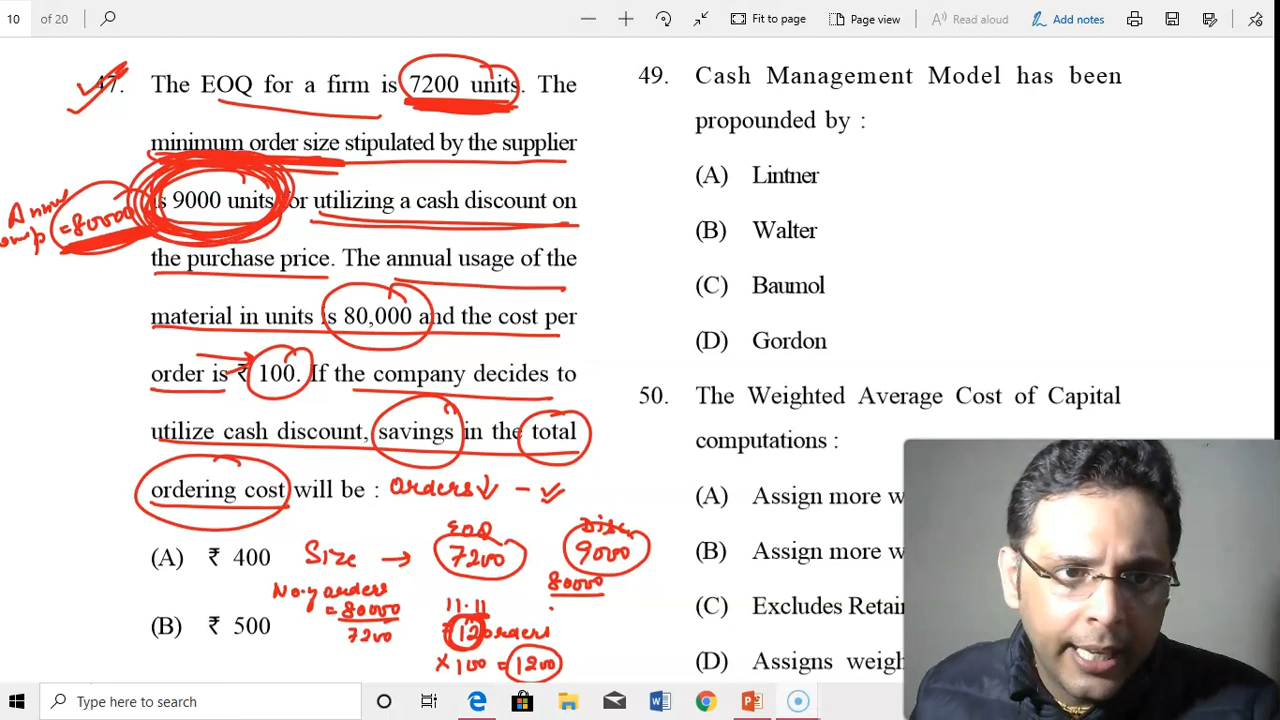 10 of 20
Fit to page
Page view
Read aloud
Add notes
47. The EOQ for a firm is 7200 units. The
minimum order size stipulated by the supplier
is 9000 units for utilizing a cash discount on
the purchase price. The annual usage of the
material in units is 80,000 and the cost per
order is ₹ 100. If the company decides to
utilize cash discount, savings in the total
ordering cost will be :
(A) ₹ 400
(B) ₹ 500
=80000
orders↓ - ✓
EOQ
Size → 7200 9000
80000
No. of orders
= 80000
7200
11.11
12 orders
× 100 = 1200
49. Cash Management Model has been
propounded by :
(A) Lintner
(B) Walter
(C) Baumol
(D) Gordon
50. The Weighted Average Cost of Capital
computations :
(A) Assign more w
(B) Assign more w
(C) Excludes Retai
(D) Assigns weigh
Type here to search